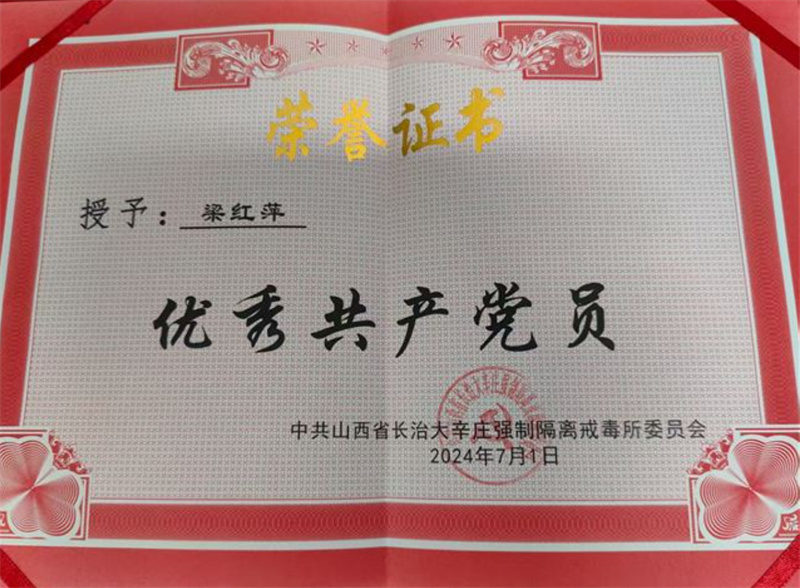 荣誉证书
授予：梁红萍
优秀共产党员
中共山西省长治大辛庄强制隔离戒毒所委员会
2024年7月1日